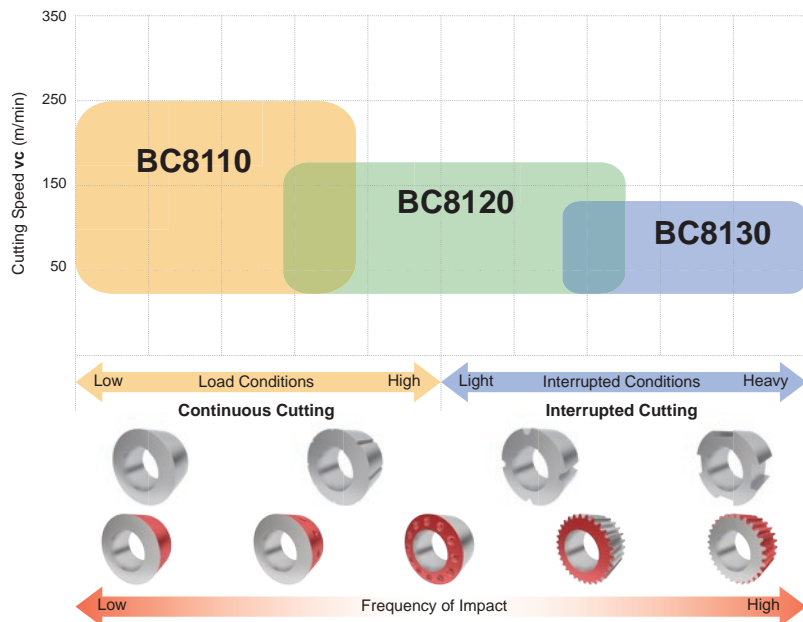 350
250
150
50
Cutting Speed vc (m/min)
BC8110
BC8120
BC8130
Low Load Conditions High Light Interrupted Conditions Heavy
Continuous Cutting Interrupted Cutting
Low Frequency of Impact High